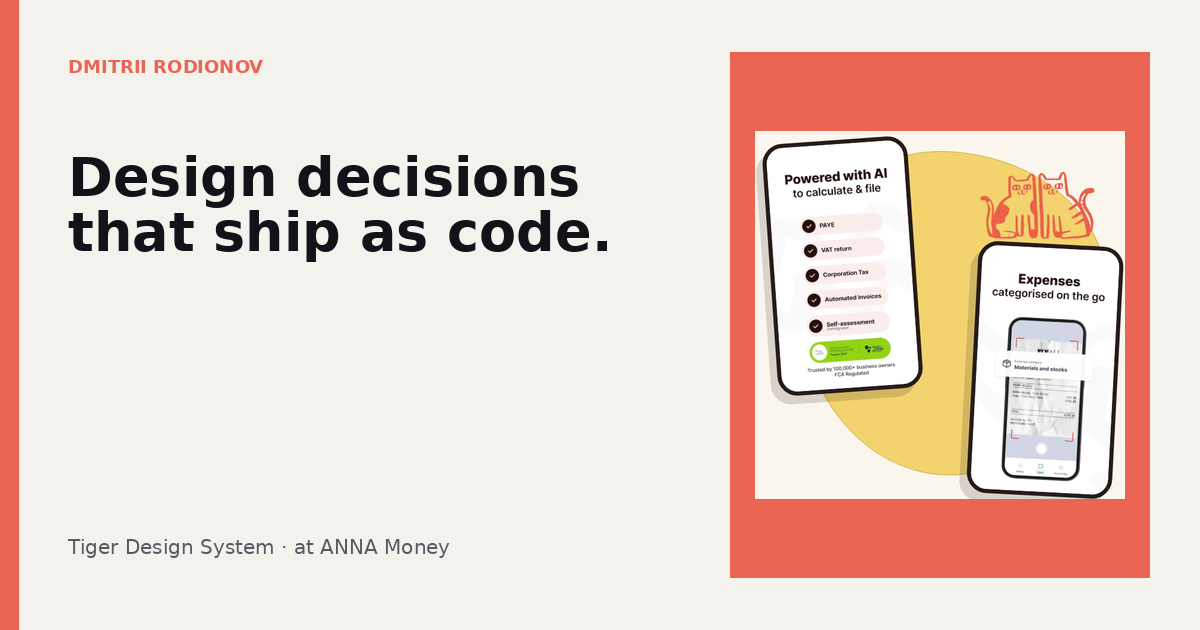 DMITRII RODIONOV
Design decisions
that ship as code.
Tiger Design System · at ANNA Money
Powered with AI
to calculate & file
PAYE
VAT return
Corporation Tax
Automated invoices
Self-assessment
Trusted by 100,000+ business owners
FCA Regulated
Expenses
categorised on the go
Materials and stocks